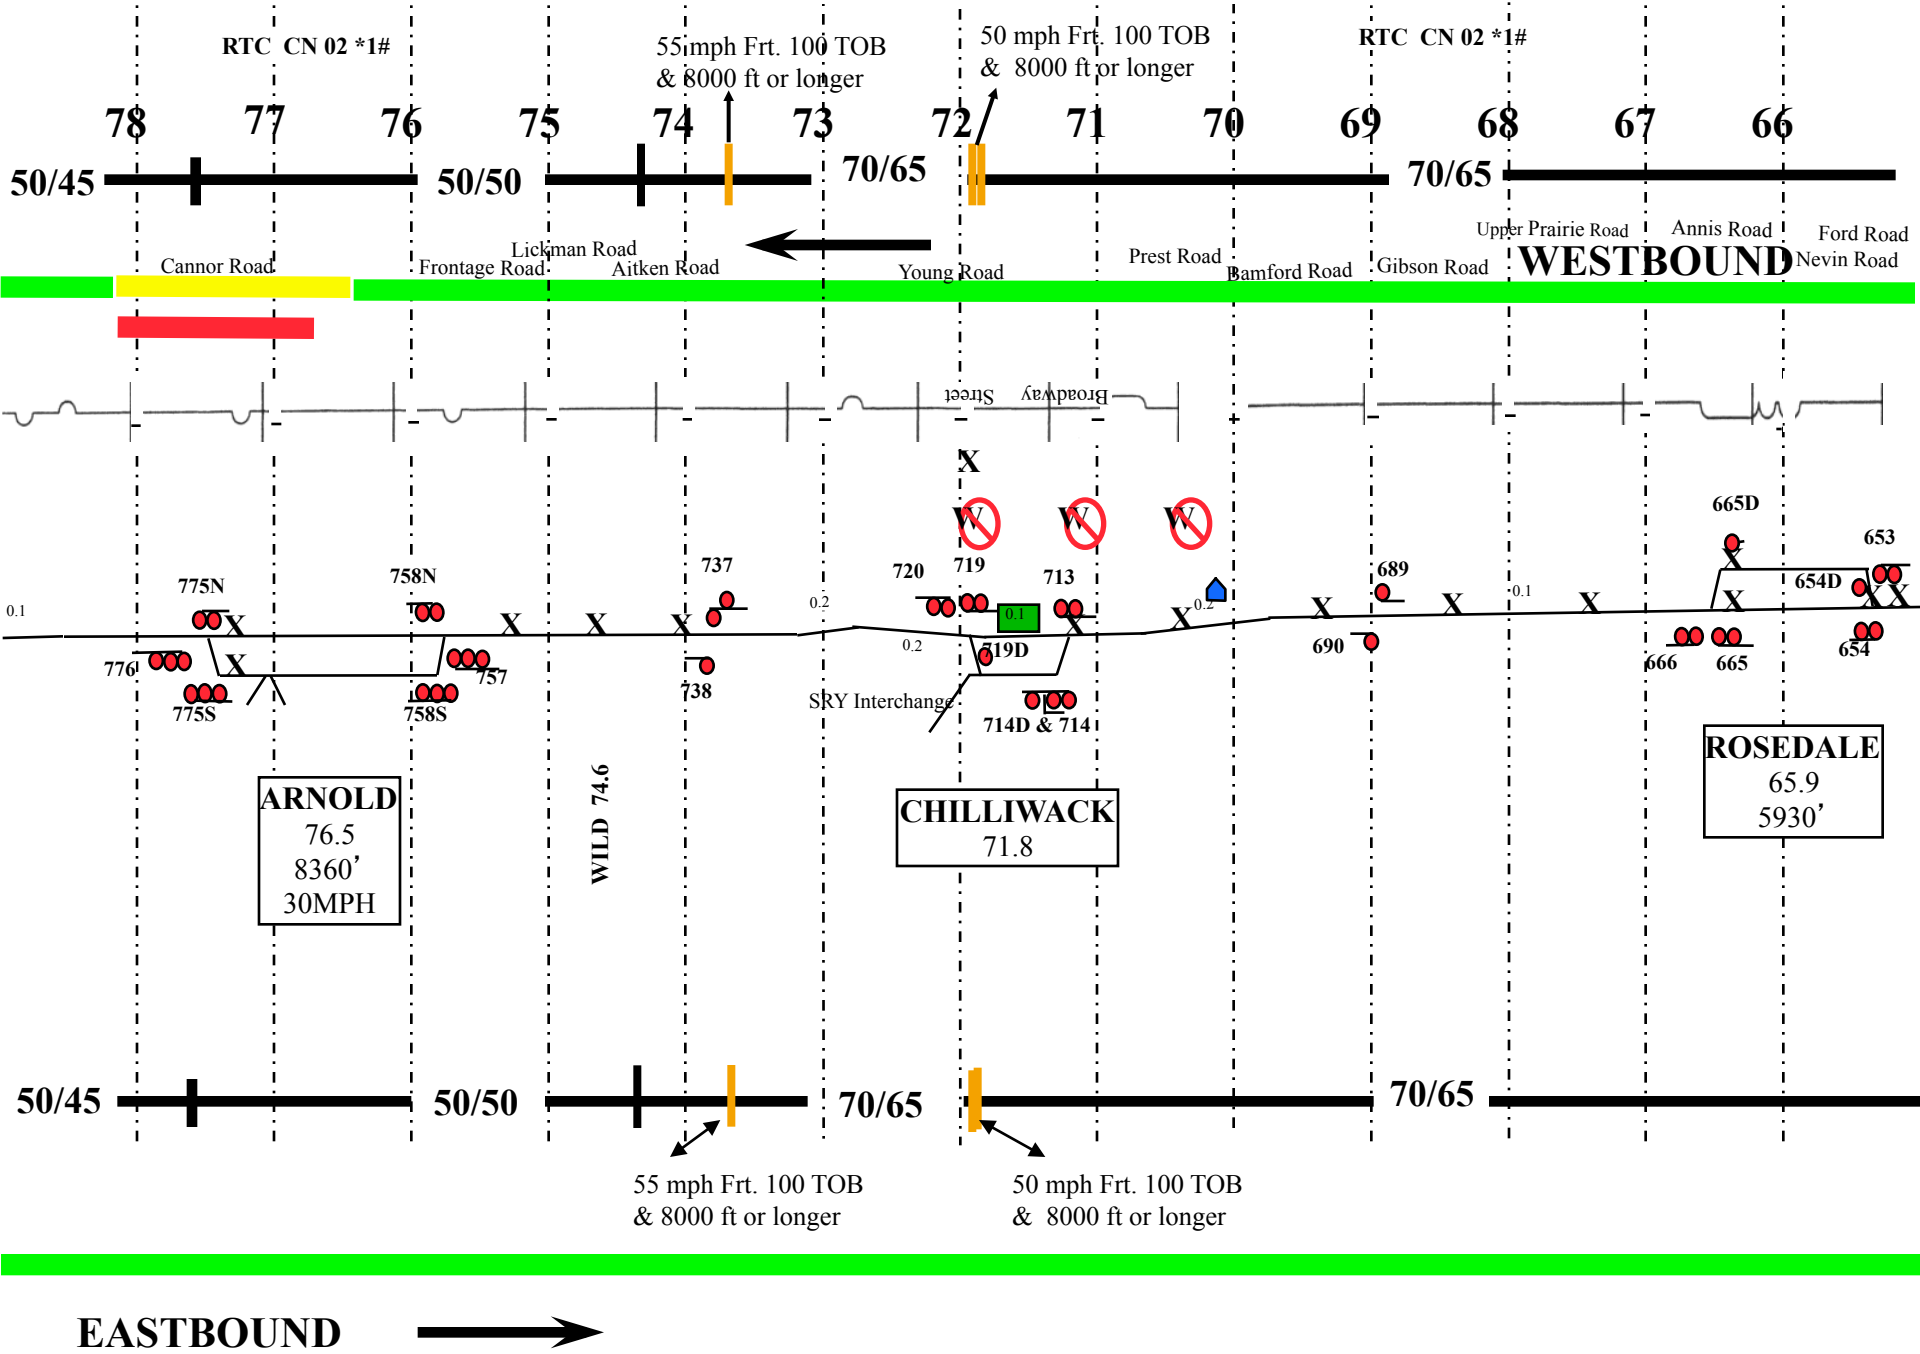 RTC CN 02 *1#
55 mph Frt. 100 TOB
& 8000 ft or longer
50 mph Frt. 100 TOB
& 8000 ft or longer
RTC CN 02 *1#
78 77 76 75 74 73 72 71 70 69 68 67 66
50/45 50/50 70/65 70/65
Cannor Road
Frontage Road
Lickman Road
Aitken Road
Young Road
Prest Road
Bamford Road
Gibson Road
Upper Prairie Road
Annis Road
Ford Road
Nevin Road
WESTBOUND
Street
Broadway
X
W W W
665D
653
775N
758N
737
720
719
713
689
654D
0.1
0.2
0.1
0.2
0.1
X X X X X X X X X X X X X X
0.2
719D
776
757
738
690
666
665
654
775S
758S
SRY Interchange
714D & 714
X
ARNOLD
76.5
8360'
30MPH
WILD 74.6
CHILLIWACK
71.8
ROSEDALE
65.9
5930'
50/45 50/50 70/65 70/65
55 mph Frt. 100 TOB
& 8000 ft or longer
50 mph Frt. 100 TOB
& 8000 ft or longer
EASTBOUND